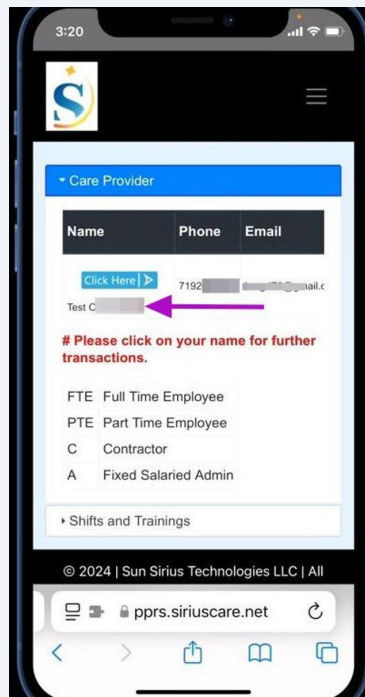 3:20
S
Care Provider
Name Phone Email
Click Here
7192
ail.c
Test C
# Please click on your name for further
transactions.
FTE Full Time Employee
PTE Part Time Employee
C Contractor
A Fixed Salaried Admin
Shifts and Trainings
© 2024 | Sun Sirius Technologies LLC | All
pprs.siriuscare.net